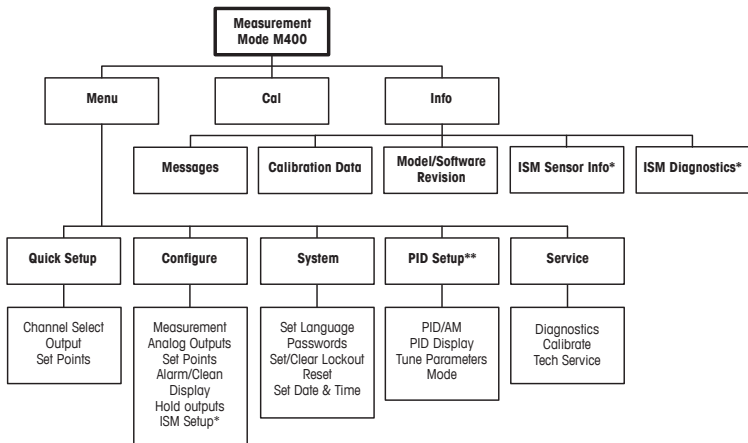 Measurement
Mode M400
Menu
Cal
Info
Messages
Calibration Data
Model/Software
Revision
ISM Sensor Info*
ISM Diagnostics*
Quick Setup
Configure
System
PID Setup**
Service
Channel Select
Output
Set Points
Measurement
Analog Outputs
Set Points
Alarm/Clean
Display
Hold outputs
ISM Setup*
Set Language
Passwords
Set/Clear Lockout
Reset
Set Date & Time
PID/AM
PID Display
Tune Parameters
Mode
Diagnostics
Calibrate
Tech Service